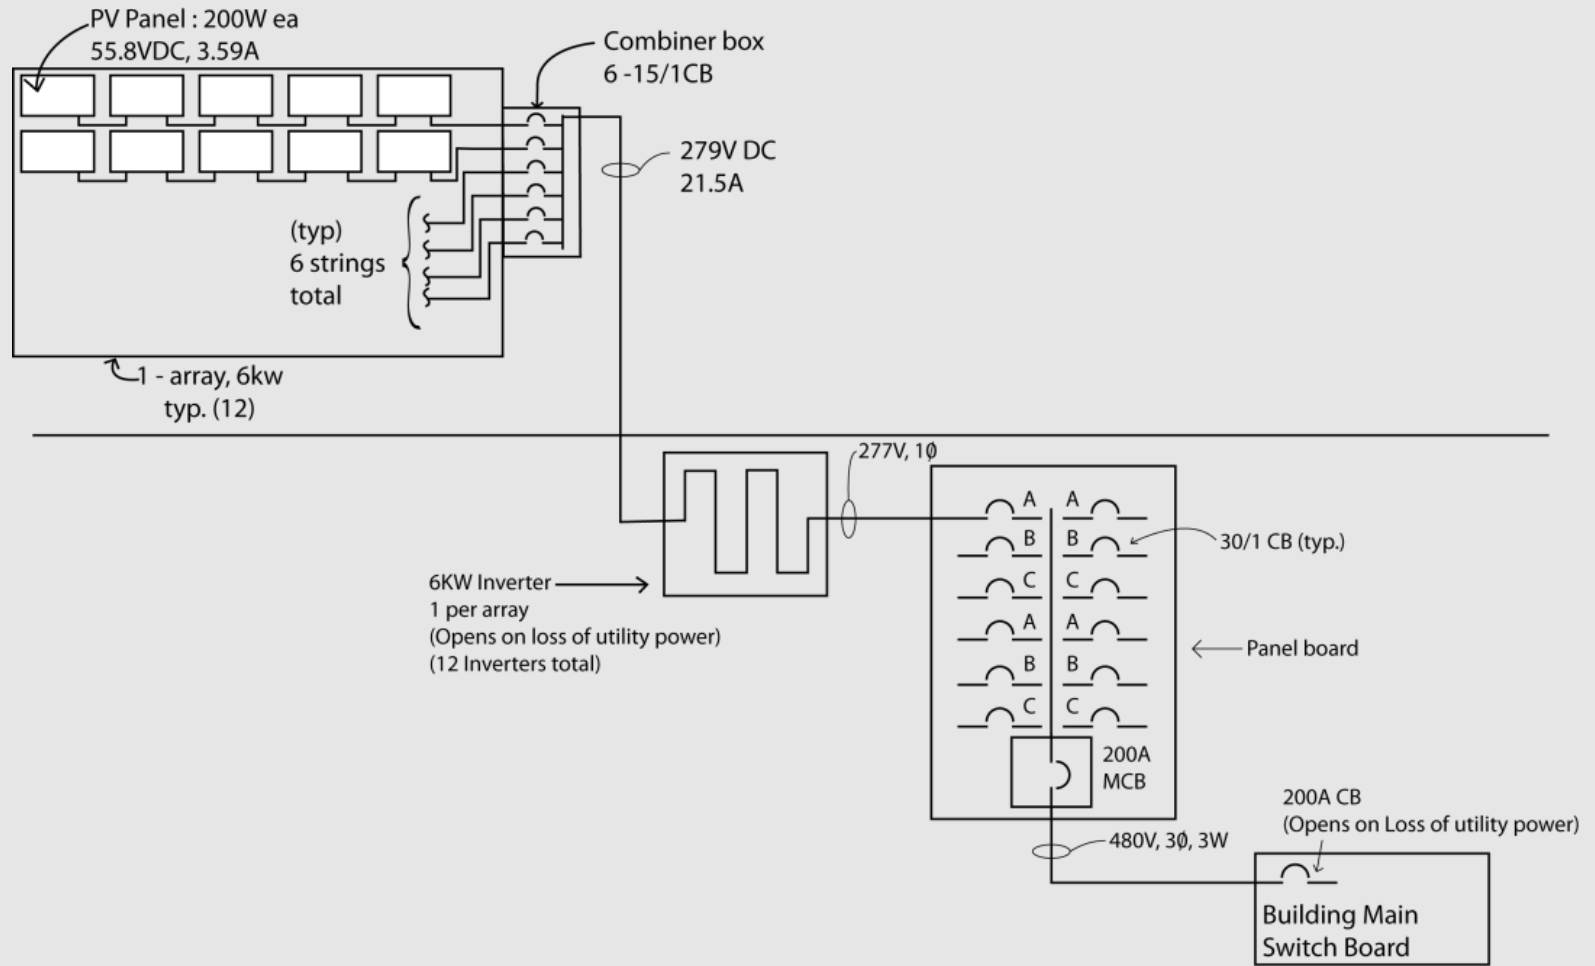 PV Panel : 200W ea
55.8VDC, 3.59A
Combiner box
6 -15/1CB
279V DC
21.5A
(typ)
6 strings
total
1 - array, 6kw
typ. (12)
277V, 1ϕ
A A
B B
C C
A A
B B
C C
30/1 CB (typ.)
6KW Inverter
1 per array
(Opens on loss of utility power)
(12 Inverters total)
Panel board
200A
MCB
480V, 3ϕ, 3W
200A CB
(Opens on Loss of utility power)
Building Main
Switch Board